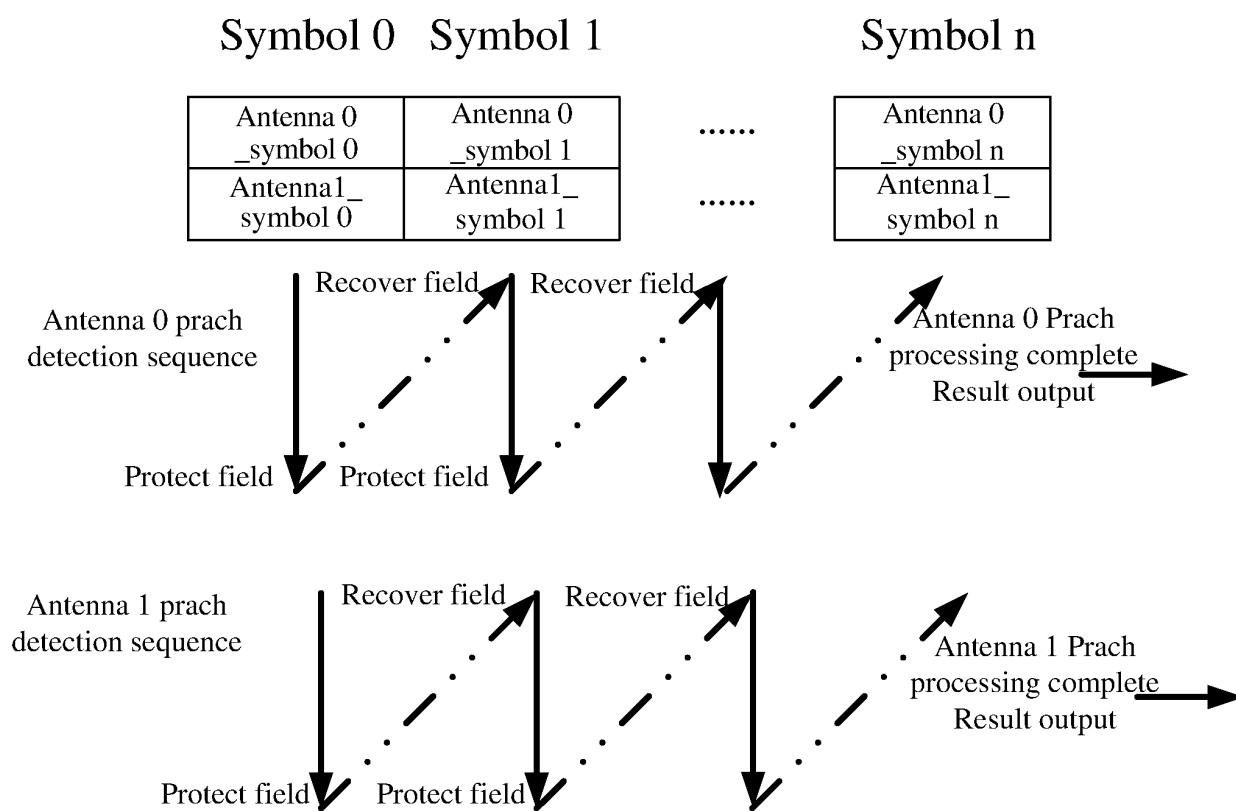 Symbol 0 Symbol 1 Symbol n
Antenna 0
_symbol 0
Antenna 0
_symbol 1
......
Antenna 0
_symbol n
Antenna1_
symbol 0
Antenna1_
symbol 1
......
Antenna1_
symbol n
Recover field
Recover field
Antenna 0 prach
detection sequence
Antenna 0 Prach
processing complete
Result output
Protect field
Protect field
Recover field
Recover field
Antenna 1 prach
detection sequence
Antenna 1 Prach
processing complete
Result output
Protect field
Protect field